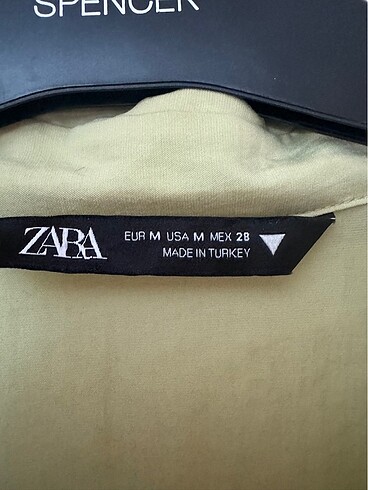 SPENCER
ZARA
EUR M USA M MEX 28
MADE IN TURKEY